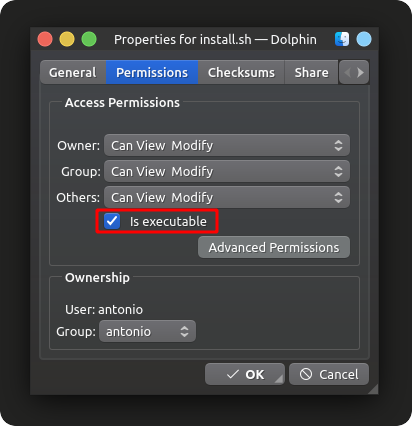 Properties for install.sh — Dolphin
General Permissions Checksums Share
Access Permissions
Owner: Can View Modify
Group: Can View Modify
Others: Can View Modify
Is executable
Advanced Permissions
Ownership
User: antonio
Group: antonio
OK Cancel